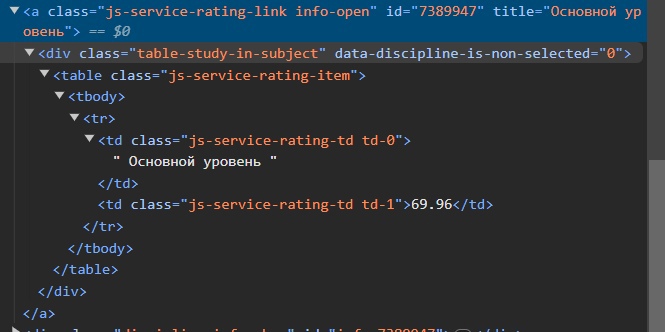 ▼<a class="js-service-rating-link info-open" id="7389947" title="Основной ур
овень"> == $0
▼<div class="table-study-in-subject" data-discipline-is-non-selected="0">
▼<table class="js-service-rating-item">
▼<tbody>
▼<tr>
▼<td class="js-service-rating-td td-0">
" Основной уровень "
</td>
<td class="js-service-rating-td td-1">69.96</td>
</tr>
</tbody>
</table>
</div>
</a>